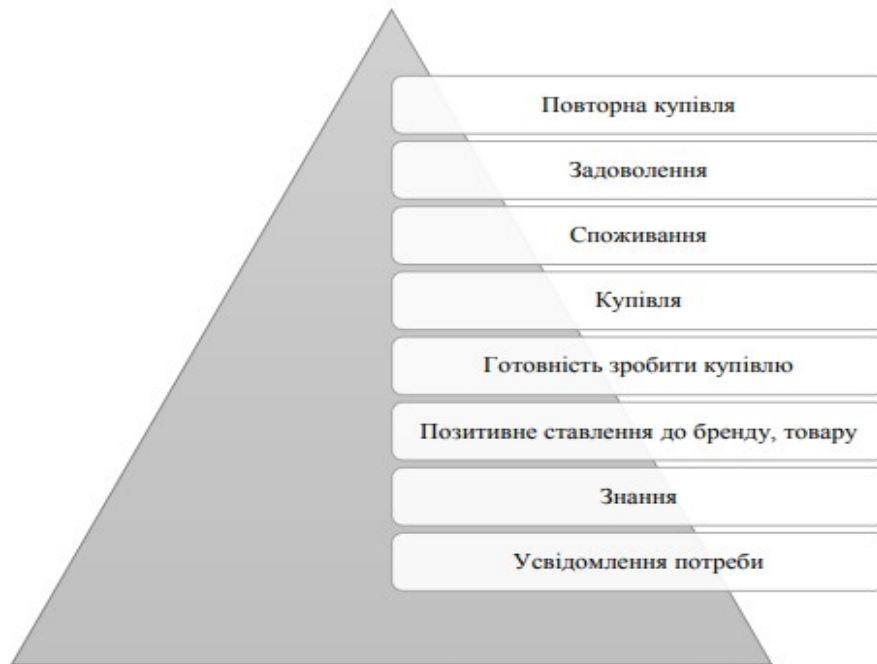 Повторна купівля
Задоволення
Споживання
Купівля
Готовність зробити купівлю
Позитивне ставлення до бренду, товару
Знання
Усвідомлення потреби